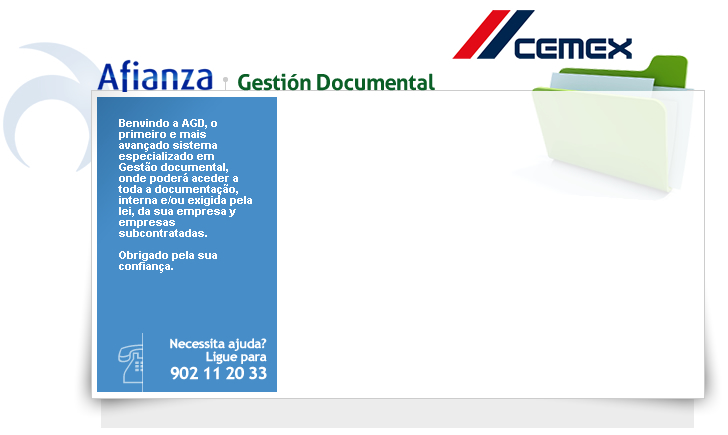 CEMEX
Afianza Gestión Documental
Benvindo a AGD, o
primeiro e mais
avançado sistema
especializado em
Gestão documental,
onde poderá aceder a
toda a documentação,
interna e/ou exigida pela
lei, da sua empresa y
empresas
subcontratadas.
Obrigado pela sua
confiança.
Necessita ajuda?
Ligue para
902 11 20 33